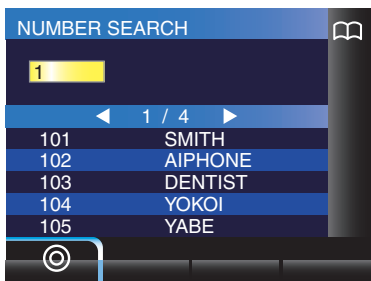 NUMBER SEARCH
1
1 / 4
101 SMITH
102 AIPHONE
103 DENTIST
104 YOKOI
105 YABE